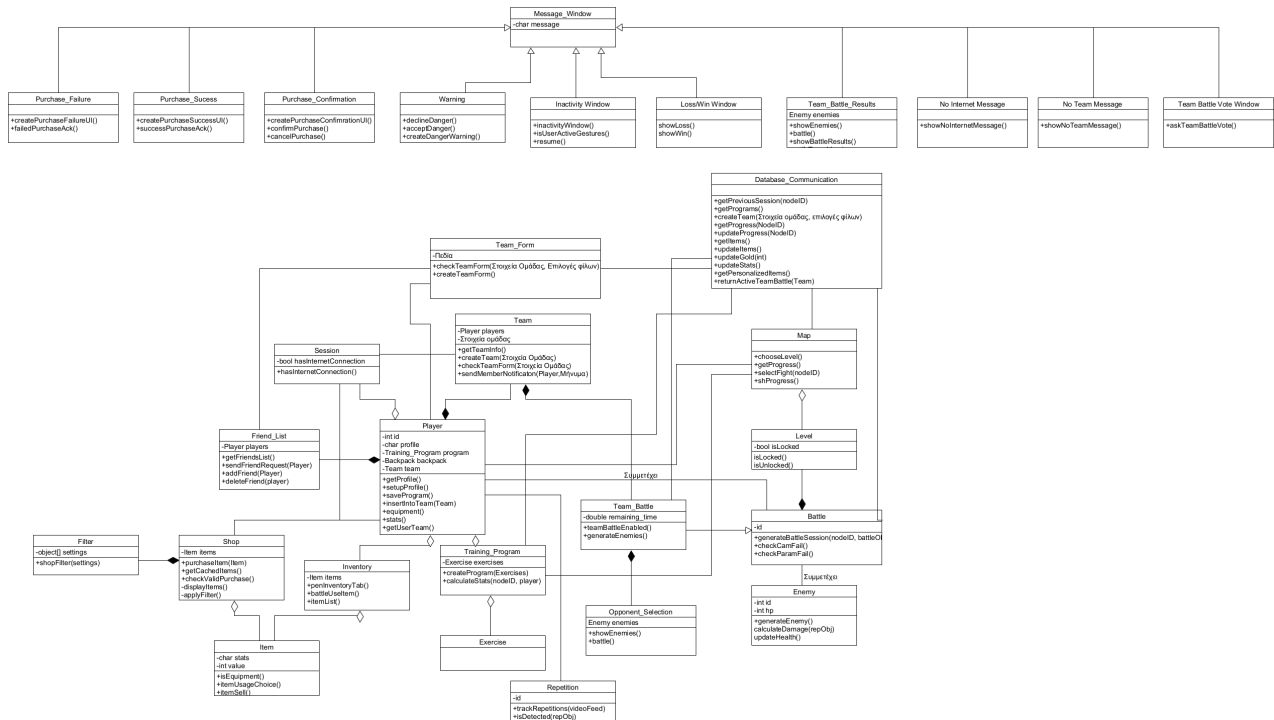 Message_Window
-char message
Purchase_Failure
+createPurchaseFailureUI()
+failedPurchaseAck()
Purchase_Sucess
+createPurchaseSuccessUI()
+successPurchaseAck()
Purchase_Confirmation
+createPurchaseConfimrationUI()
+confirmPurchase()
+cancelPurchase()
Warning
+declineDanger()
+acceptDanger()
+createDangerWarning()
Inactivity Window
+inactivityWindow()
+isUserActiveGestures()
+resume()
Loss/Win Window
showLoss()
showWin()
Team_Battle_Results
Enemy enemies
+showEnemies()
+battle()
+showBattleResults()
No Internet Message
+showNoInternetMessage()
No Team Message
+showNoTeamMessage()
Team Battle Vote Window
+askTeamBattleVote()
Database_Communication
+getPreviousSession(nodeID)
+getPrograms()
+createTeam(Στοιχεία ομάδας, επιλογές φίλων)
+getProgress(NodeID)
+updateProgress(NodeID)
+getItems()
+updateItems()
+updateGold(int)
+updateStats()
+getPersonalizedItems()
+returnActiveTeamBattle(Team)
Team_Form
-Πεδία
+checkTeamForm(Στοιχεία Ομάδας, Επιλογές φίλων)
+createTeamForm()
Team
-Player players
-Στοιχεία ομάδας
+getTeamInfo()
+createTeam(Στοιχεία Ομάδας)
+checkTeamForm(Στοιχεία Ομάδας)
+sendMemberNotificaton(Player,Μήνυμα)
Map
+chooseLevel()
+getProgress()
+selectFight(nodeID)
+shProgress()
Session
-bool hasInternetConnection
+hasInternetConnection()
Player
-int id
-char profile
-Training_Program program
-Backpack backpack
-Team team
+getProfile()
+setupProfile()
+saveProgram()
+insertIntoTeam(Team)
+equipment()
+stats()
+getUserTeam()
Friend_List
-Player players
+getFriendsList()
+sendFriendRequest(Player)
+addFriend(Player)
+deleteFriend(player)
Level
-bool isLocked
isLocked()
isUnlocked()
Συμμετέχει
Team_Battle
-double remaining_time
+teamBattleEnabled()
+generateEnemies()
Battle
-id
+generateBattleSession(nodeID, battleOl
+checkCamFail()
+checkParamFail()
Συμμετέχει
Filter
-object[] settings
+shopFilter(settings)
Shop
-Item items
+purchaseItem(Item)
+getCachedItems()
+checkValidPurchase()
-displayItems()
-applyFilter()
Inventory
-Item items
+penInventoryTab()
+battleUseItem()
+itemList()
Training_Program
-Exercise exercises
+createProgram(Exercises)
+calculateStats(nodeID, player)
Enemy
-int id
-int hp
+generateEnemy()
calculateDamage(repObj)
updateHealth()
Opponent_Selection
Enemy enemies
+showEnemies()
+battle()
Exercise
Item
-char stats
-int value
+isEquipment()
+itemUsageChoice()
+itemSell()
Repetition
-id
+trackRepetitions(videoFeed)
+isDetected(repObj)